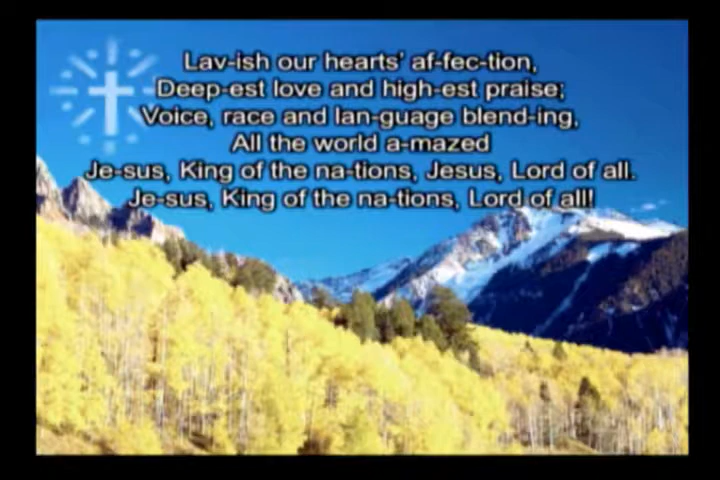 Lav-ish our hearts' af-fec-tion,
Deep-est love and high-est praise;
Voice, race and lan-guage blend-ing,
All the world a-mazed
Je-sus, King of the na-tions, Jesus, Lord of all.
Je-sus, King of the na-tions, Lord of all!